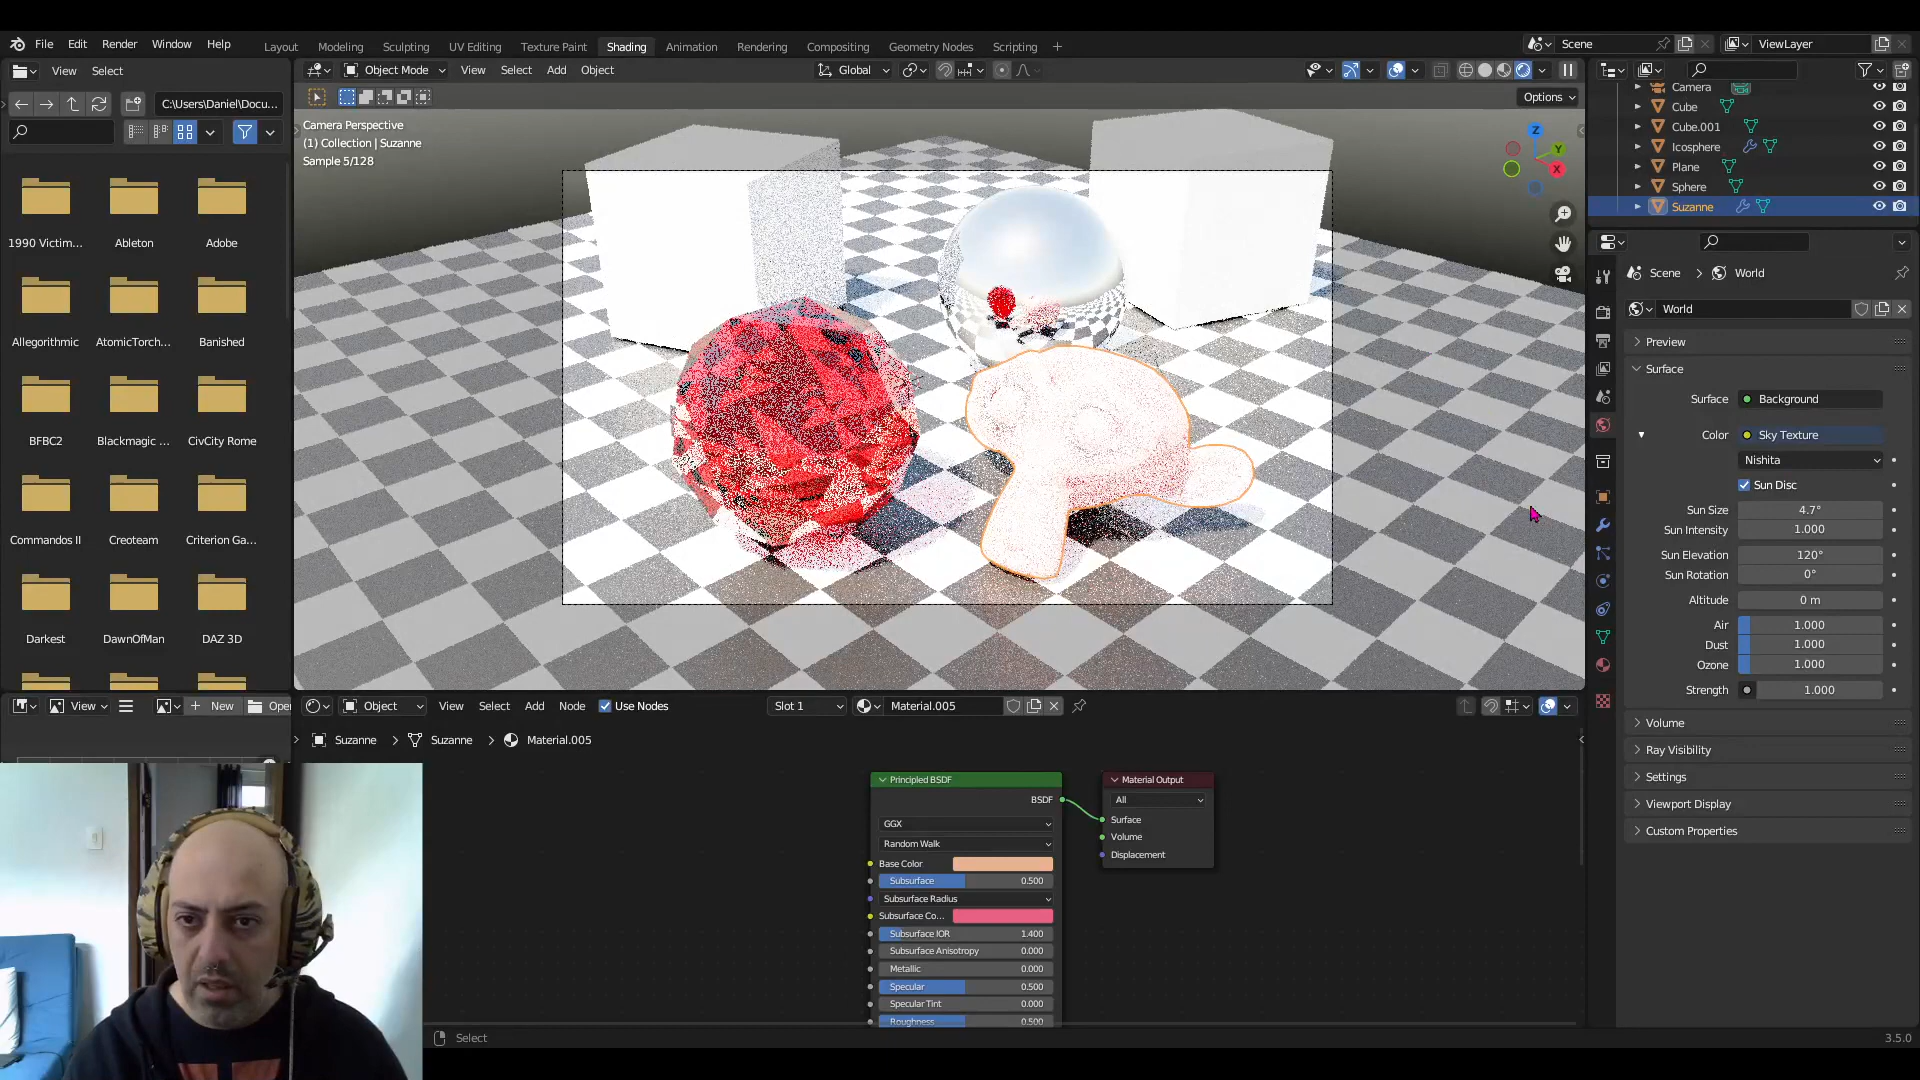 File Edit Render Window Help
Layout Modeling Sculpting UV Editing Texture Paint Shading Animation Rendering Compositing Geometry Nodes Scripting +
Scene
ViewLayer
View Select
Object Mode View Select Add Object
Global
C:\Users\Daniel\Docu...
Options
Camera Perspective
(1) Collection | Suzanne
Sample 5/128
Z
Y
X
1990 Victim... Ableton Adobe
Allegorithmic AtomicTorch... Banished
BFBC2 Blackmagic ... CivCity Rome
Commandos II Creoteam Criterion Ga...
Darkest DawnOfMan DAZ 3D
Camera
Cube
Cube.001
Icosphere
Plane
Sphere
Suzanne
Scene > World
World
Preview
Surface
Surface Background
Color Sky Texture
Nishita
Sun Disc
Sun Size 4.7°
Sun Intensity 1.000
Sun Elevation 120°
Sun Rotation 0°
Altitude 0 m
Air 1.000
Dust 1.000
Ozone 1.000
Strength 1.000
Volume
Ray Visibility
Settings
Viewport Display
Custom Properties
View + New Open
Object View Select Add Node Use Nodes Slot 1 Material.005
Suzanne > Suzanne > Material.005
Principled BSDF
BSDF
GGX
Random Walk
Base Color
Subsurface 0.500
Subsurface Radius
Subsurface Co...
Subsurface IOR 1.400
Subsurface Anisotropy 0.000
Metallic 0.000
Specular 0.500
Specular Tint 0.000
Roughness 0.500
Material Output
All
Surface
Volume
Displacement
Select
3.5.0